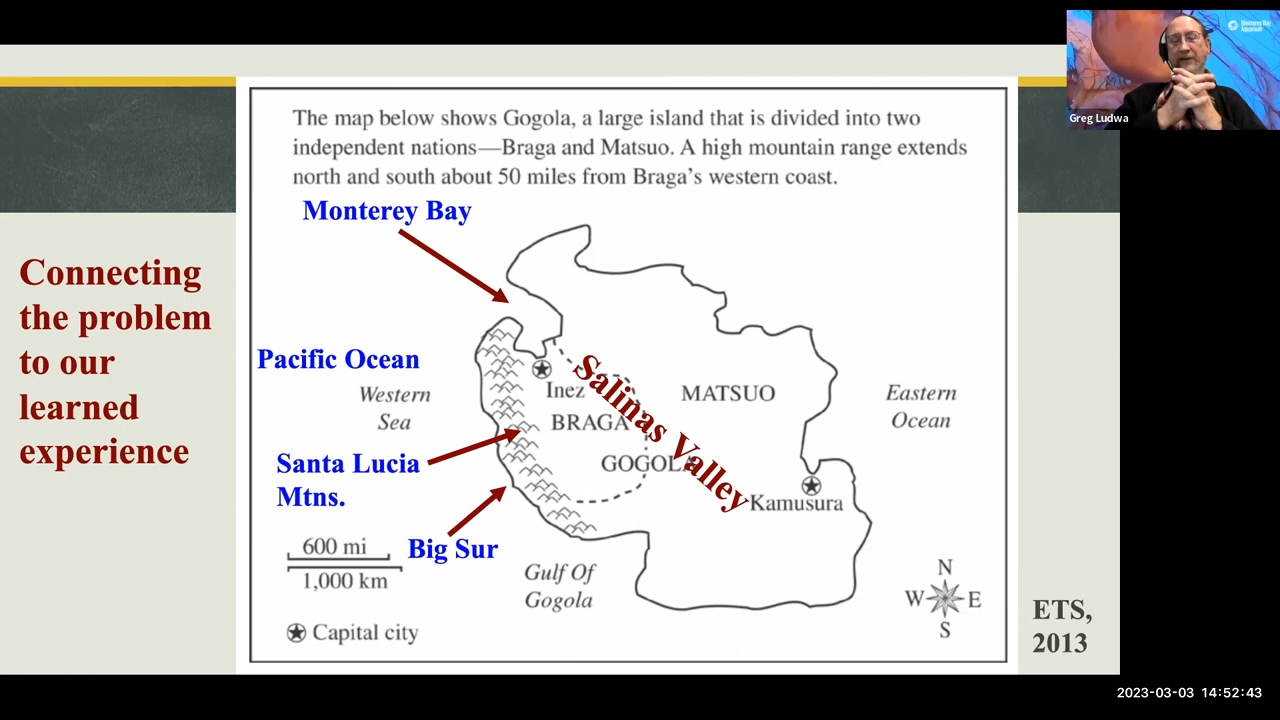 The map below shows Gogola, a large island that is divided into two
independent nations—Braga and Matsuo. A high mountain range extends
north and south about 50 miles from Braga's western coast.
Monterey Bay
Connecting
the problem
to our
learned
experience
Pacific Ocean
Western
Sea
Santa Lucia
Mtns.
Big Sur
Inez
BRAGA
GOGOLA
Salinas Valley
MATSUO
Kamusura
Eastern
Ocean
600 mi
1,000 km
Gulf Of
Gogola
Capital city
N
W E
S
ETS,
2013
Monterey Bay
Aquarium
Greg Ludwa
2023-03-03 14:52:43